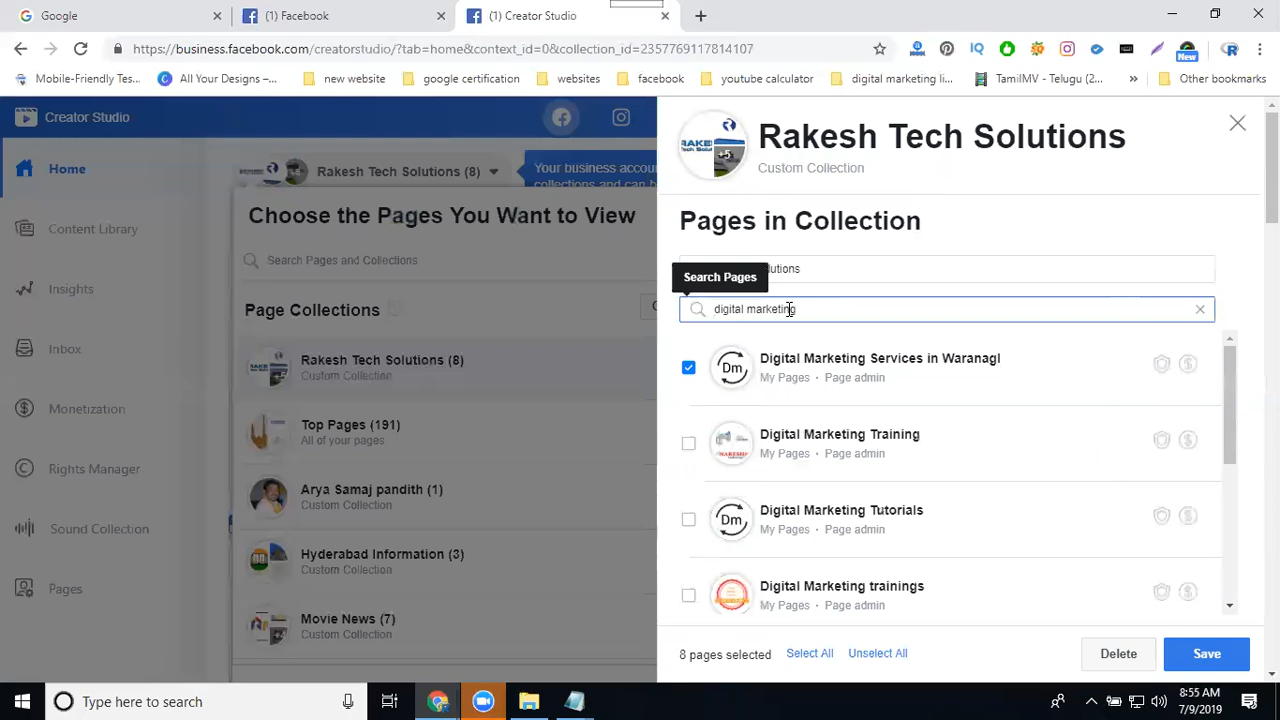 Google
Facebook
Creator Studio
https://business.facebook.com/creatorstudio/?tab=home&context_id=0&collection_id=2357769117814107
New
Mobile-Friendly Tes...
All Your Designs –...
new website
google certification
websites
facebook
youtube calculator
digital marketing li...
TamilMV - Telugu (2...
Other bookmarks
Creator Studio
Home
Content Library
Insights
Inbox
Monetization
Rights Manager
Sound Collection
Pages
Rakesh Tech Solutions (8)
Your business accou
collections and can b
Choose the Pages You Want to View
Search Pages and Collections
Page Collections
Rakesh Tech Solutions (8)
Custom Collection
Top Pages (191)
All of your pages
Arya Samaj pandith (1)
Custom Collection
Hyderabad Information (3)
Custom Collection
Movie News (7)
Custom Collection
+5
Rakesh Tech Solutions
Custom Collection
Pages in Collection
Search Pages
lutions
digital marketing
Dm
Digital Marketing Services in Waranagl
My Pages · Page admin
Digital Marketing Training
My Pages · Page admin
Dm
Digital Marketing Tutorials
My Pages · Page admin
Digital Marketing trainings
My Pages · Page admin
8 pages selected
Select All
Unselect All
Delete
Save
Type here to search
8:55 AM
7/9/2019